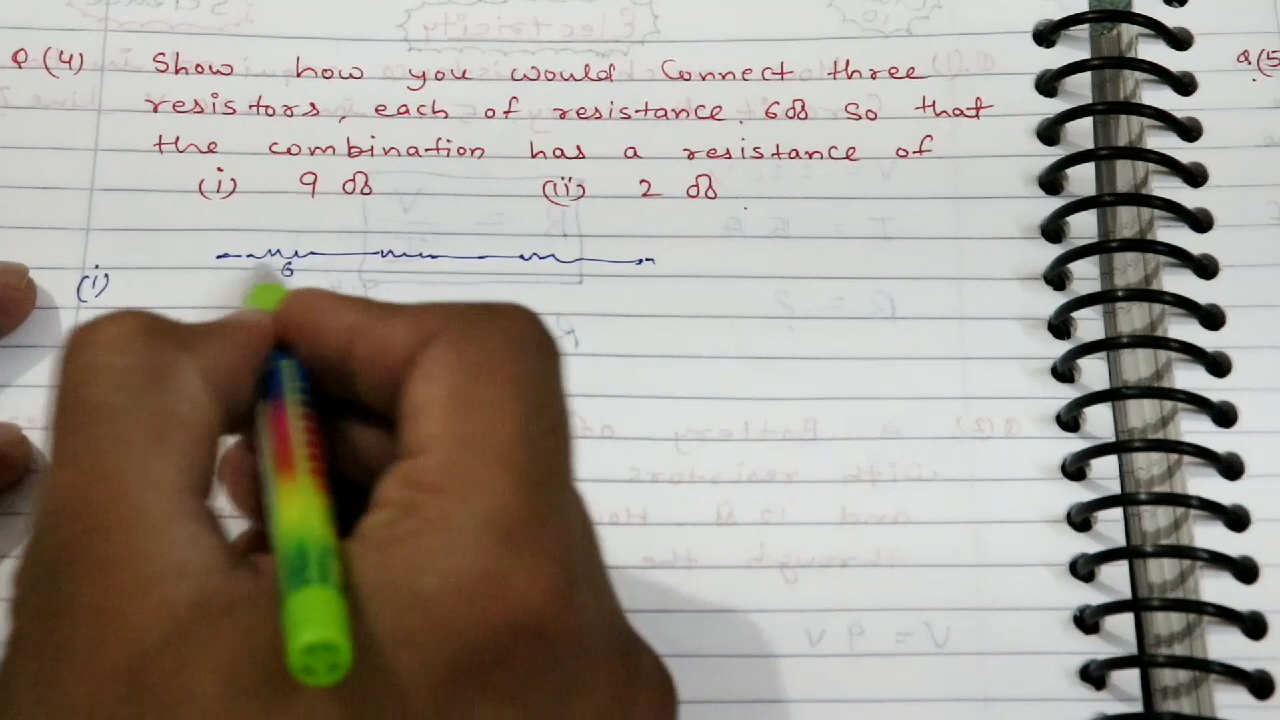 Q (4) Show how you would Connect three
resistors, each of resistance. 6Ω so that
the combination has a resistance of
(i) 9 Ω (ii) 2 Ω
(i)
6
Q(5